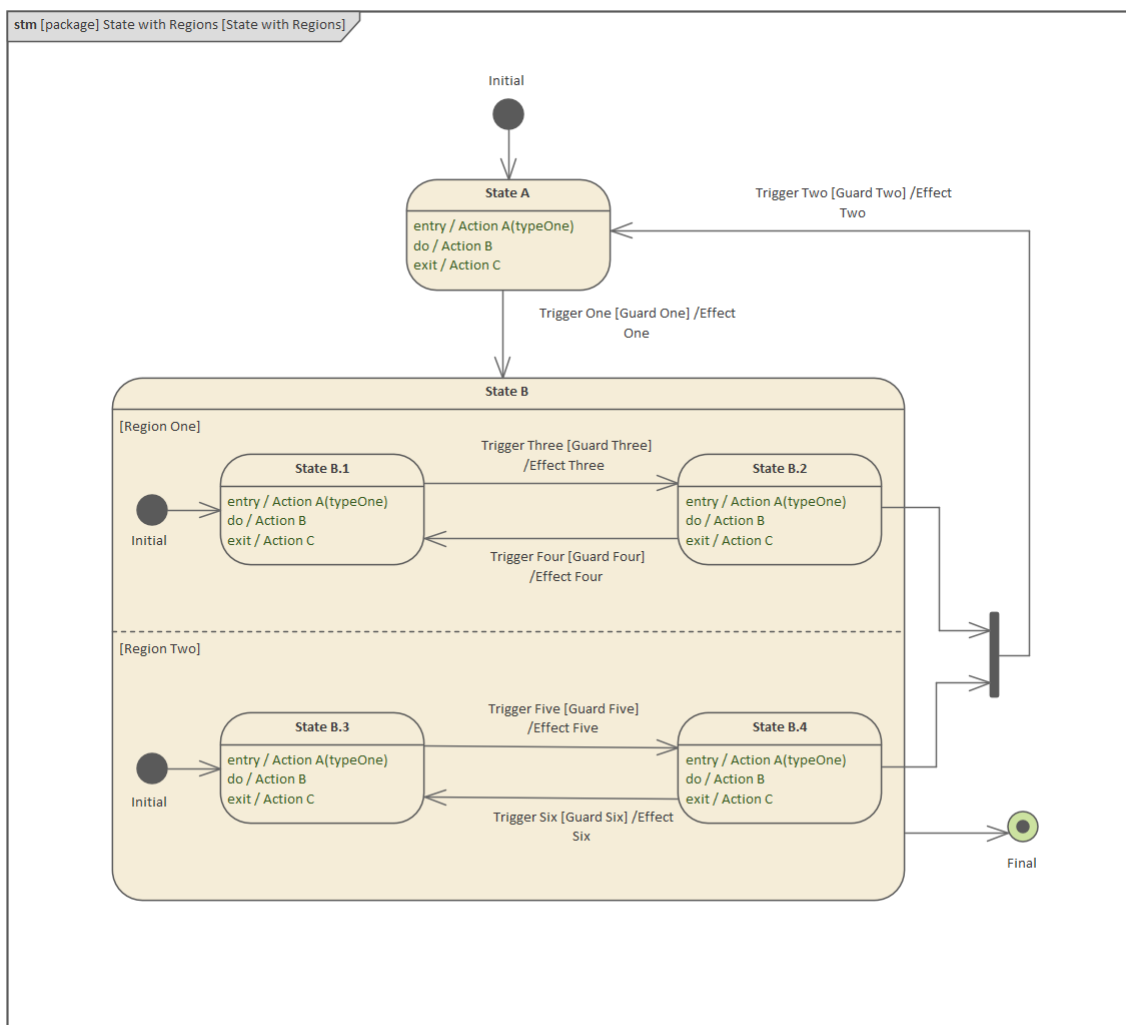 stm [package] State with Regions [State with Regions]
Initial
State A
entry / Action A(typeOne)
do / Action B
exit / Action C
Trigger Two [Guard Two] /Effect
Two
Trigger One [Guard One] /Effect
One
State B
[Region One]
Initial
State B.1
entry / Action A(typeOne)
do / Action B
exit / Action C
Trigger Three [Guard Three]
/Effect Three
Trigger Four [Guard Four]
/Effect Four
State B.2
entry / Action A(typeOne)
do / Action B
exit / Action C
[Region Two]
Initial
State B.3
entry / Action A(typeOne)
do / Action B
exit / Action C
Trigger Five [Guard Five]
/Effect Five
Trigger Six [Guard Six] /Effect
Six
State B.4
entry / Action A(typeOne)
do / Action B
exit / Action C
Final